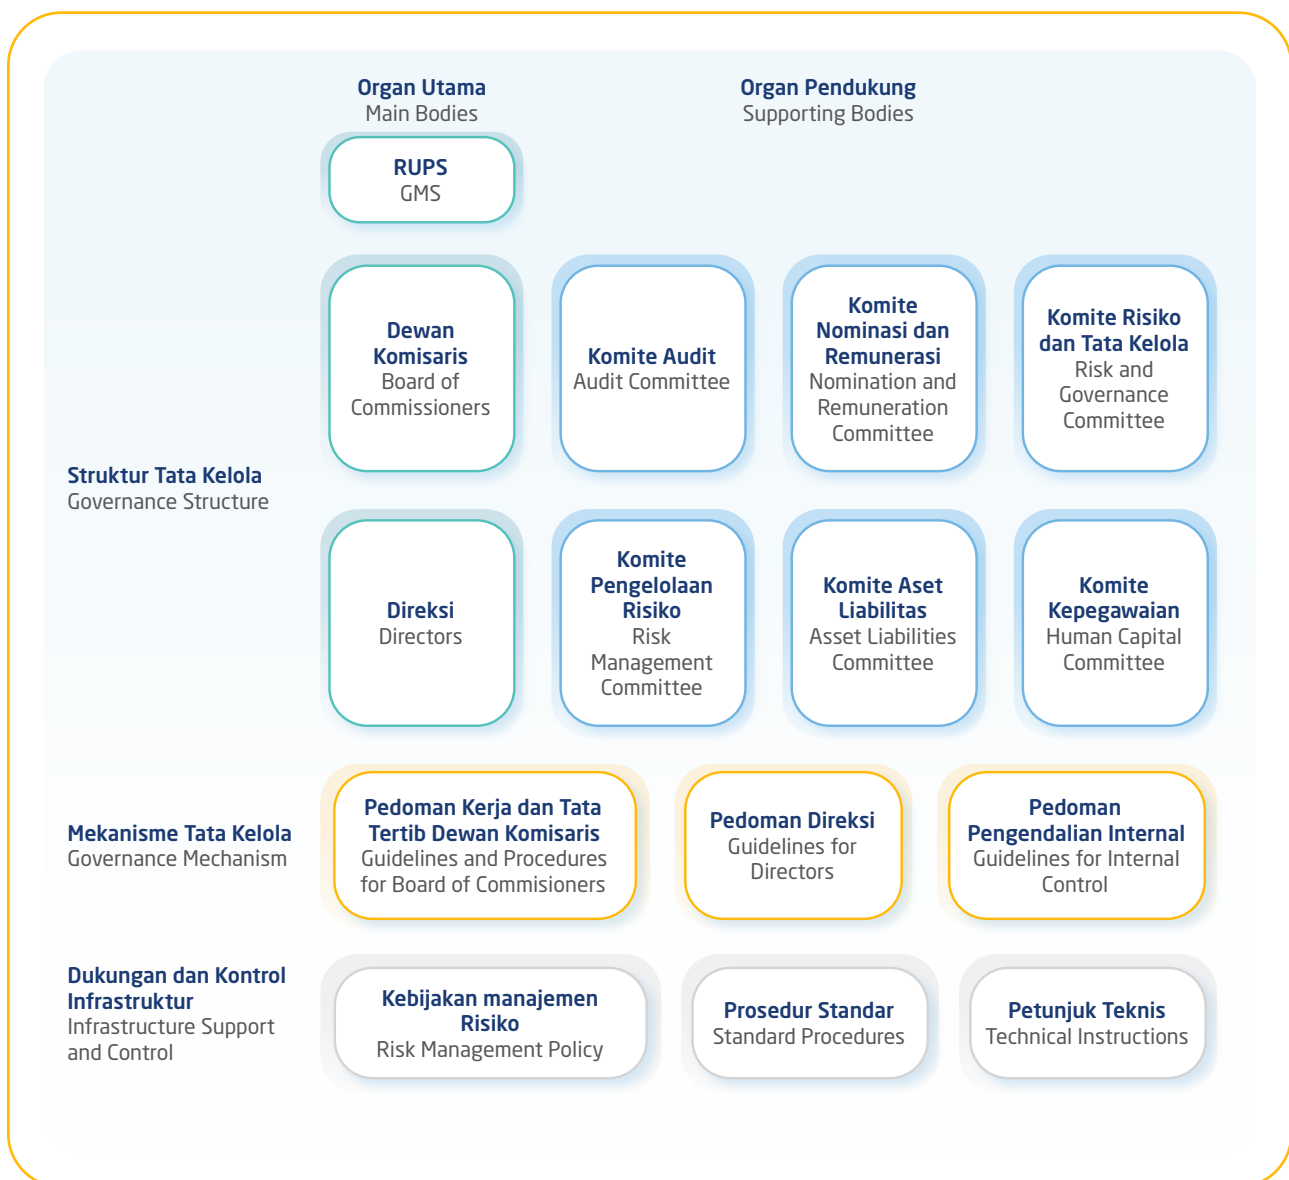 Organ Utama
Main Bodies
Organ Pendukung
Supporting Bodies
RUPS
GMS
Struktur Tata Kelola
Governance Structure
Dewan
Komisaris
Board of
Commissioners
Komite Audit
Audit Committee
Komite
Nominasi dan
Remunerasi
Nomination and
Remuneration
Committee
Komite Risiko
dan Tata Kelola
Risk and
Governance
Committee
Direksi
Directors
Komite
Pengelolaan
Risiko
Risk
Management
Committee
Komite Aset
Liabilitas
Asset Liabilities
Committee
Komite
Kepegawaian
Human Capital
Committee
Mekanisme Tata Kelola
Governance Mechanism
Pedoman Kerja dan Tata
Tertib Dewan Komisaris
Guidelines and Procedures
for Board of Commisioners
Pedoman Direksi
Guidelines for
Directors
Pedoman
Pengendalian Internal
Guidelines for Internal
Control
Dukungan dan Kontrol
Infrastruktur
Infrastructure Support
and Control
Kebijakan manajemen
Risiko
Risk Management Policy
Prosedur Standar
Standard Procedures
Petunjuk Teknis
Technical Instructions